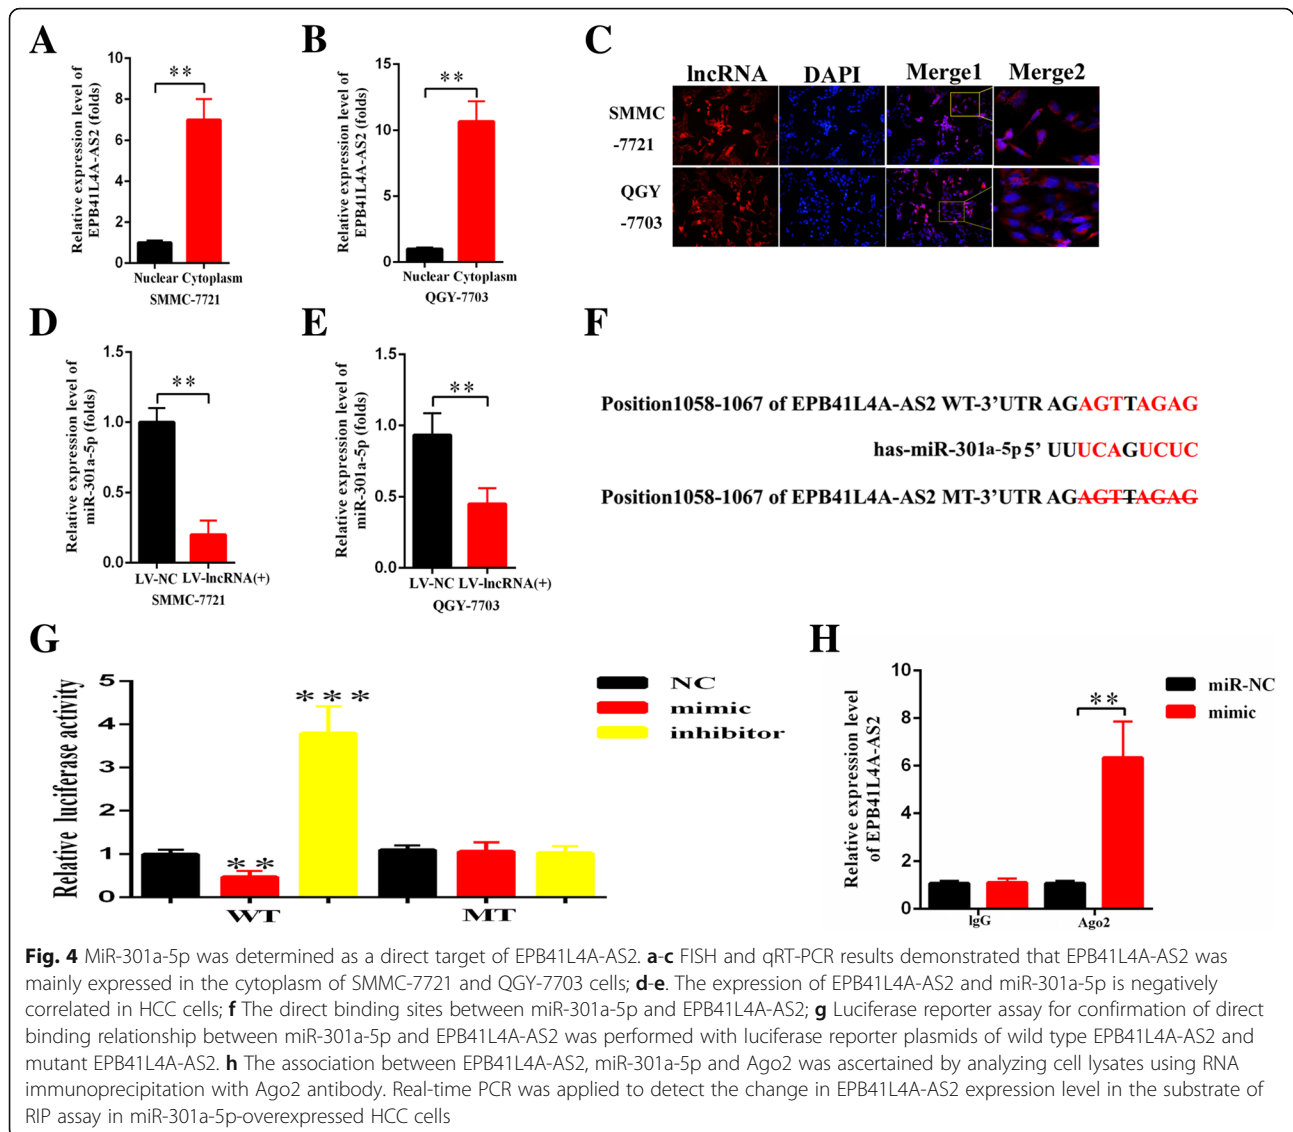 A
Relative expression level of
EPB41L4A-AS2 (folds)
10
8
6
4
2
0
**
Nuclear Cytoplasm
SMMC-7721
B
Relative expression level of
EPB41L4A-AS2 (folds)
15
10
5
0
**
Nuclear Cytoplasm
QGY-7703
C
lncRNA DAPI Merge1 Merge2
SMMC
-7721
QGY
-7703
D
Relative expression level of
miR-301a-5p (folds)
1.5
1.0
0.5
0.0
**
LV-NC LV-lncRNA(+)
SMMC-7721
E
Relative expression level of
miR-301a-5p (folds)
1.5
1.0
0.5
0.0
**
LV-NC LV-lncRNA(+)
QGY-7703
F
Position1058-1067 of EPB41L4A-AS2 WT-3’UTR AGAGTTAGAG
has-miR-301a-5p 5’ UUUCAGUCUC
Position1058-1067 of EPB41L4A-AS2 MT-3’UTR AGAGTTAGAG
G
Relative luciferase activity
5
4
3
2
1
0
**
***
WT MT
NC
mimic
inhibitor
H
Relative expression level
of EPB41L4A-AS2
10
8
6
4
2
0
**
IgG Ago2
miR-NC
mimic
Fig. 4 MiR-301a-5p was determined as a direct target of EPB41L4A-AS2. a-c FISH and qRT-PCR results demonstrated that EPB41L4A-AS2 was
mainly expressed in the cytoplasm of SMMC-7721 and QGY-7703 cells; d-e. The expression of EPB41L4A-AS2 and miR-301a-5p is negatively
correlated in HCC cells; f The direct binding sites between miR-301a-5p and EPB41L4A-AS2; g Luciferase reporter assay for confirmation of direct
binding relationship between miR-301a-5p and EPB41L4A-AS2 was performed with luciferase reporter plasmids of wild type EPB41L4A-AS2 and
mutant EPB41L4A-AS2. h The association between EPB41L4A-AS2, miR-301a-5p and Ago2 was ascertained by analyzing cell lysates using RNA
immunoprecipitation with Ago2 antibody. Real-time PCR was applied to detect the change in EPB41L4A-AS2 expression level in the substrate of
RIP assay in miR-301a-5p-overexpressed HCC cells